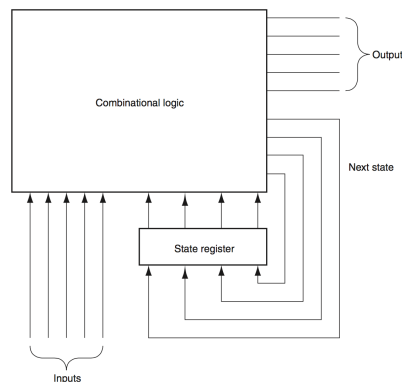 Output
Combinational logic
Next state
State register
Inputs